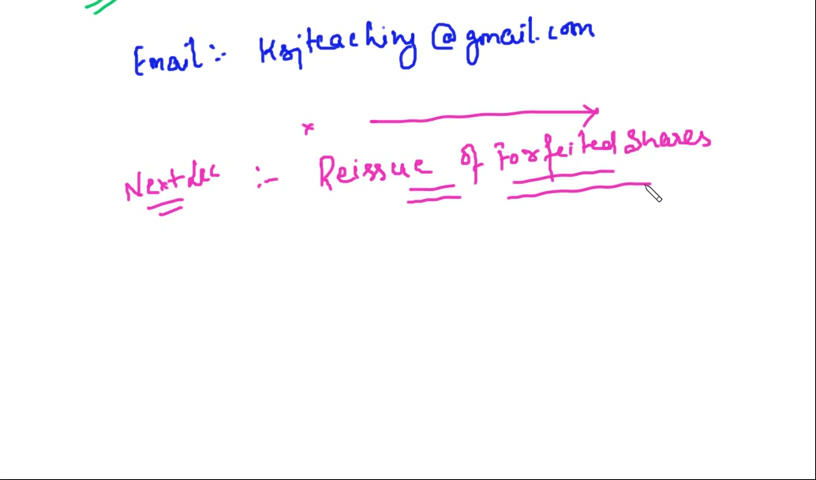 Email :- Ksjteaching@gmail.com
Next Lec :- Reissue of Forfeited Shares